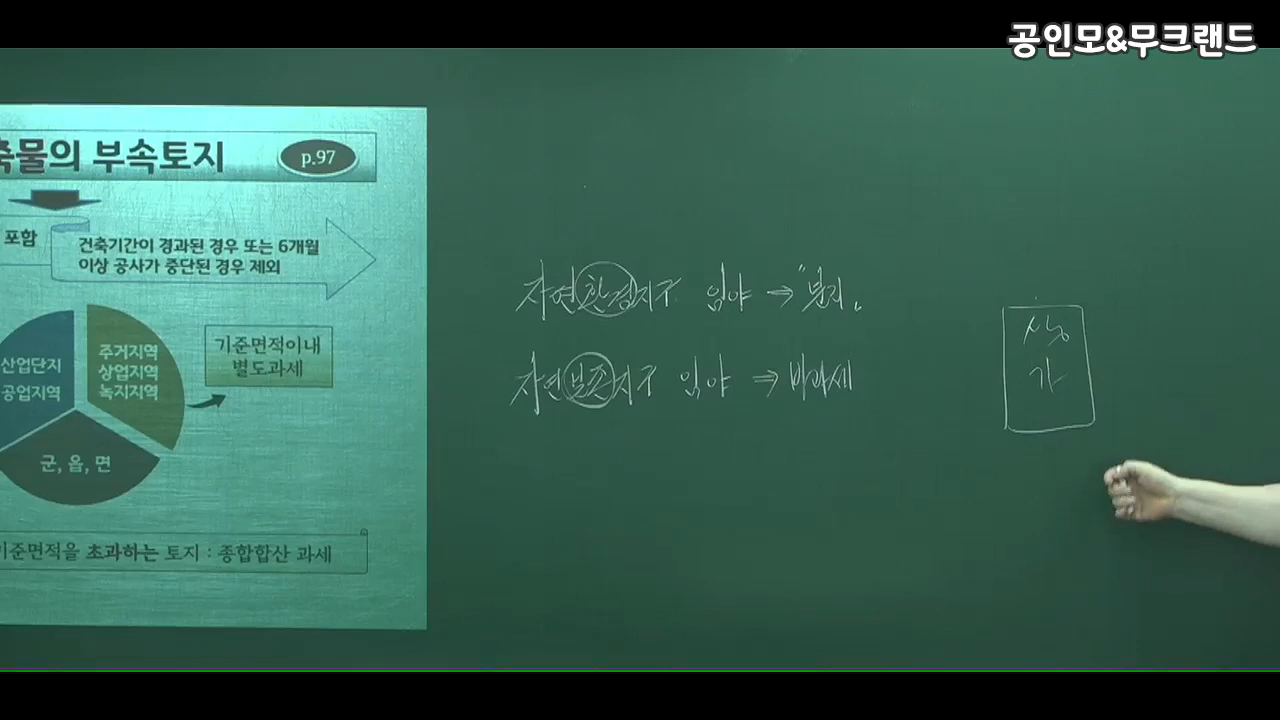 공인모&무크랜드
축물의 부속토지
p.97
포함
건축기간이 경과된 경우 또는 6개월
이상 공사가 중단된 경우 제외
산업단지
공업지역
주거지역
상업지역
녹지지역
기준면적이내
별도과세
군, 읍, 면
기준면적을 초과하는 토지 : 종합합산 과세
자연환경지구 임야 ⇒ "분리.
자연보존지구 임야 ⇒ 비과세
상
가